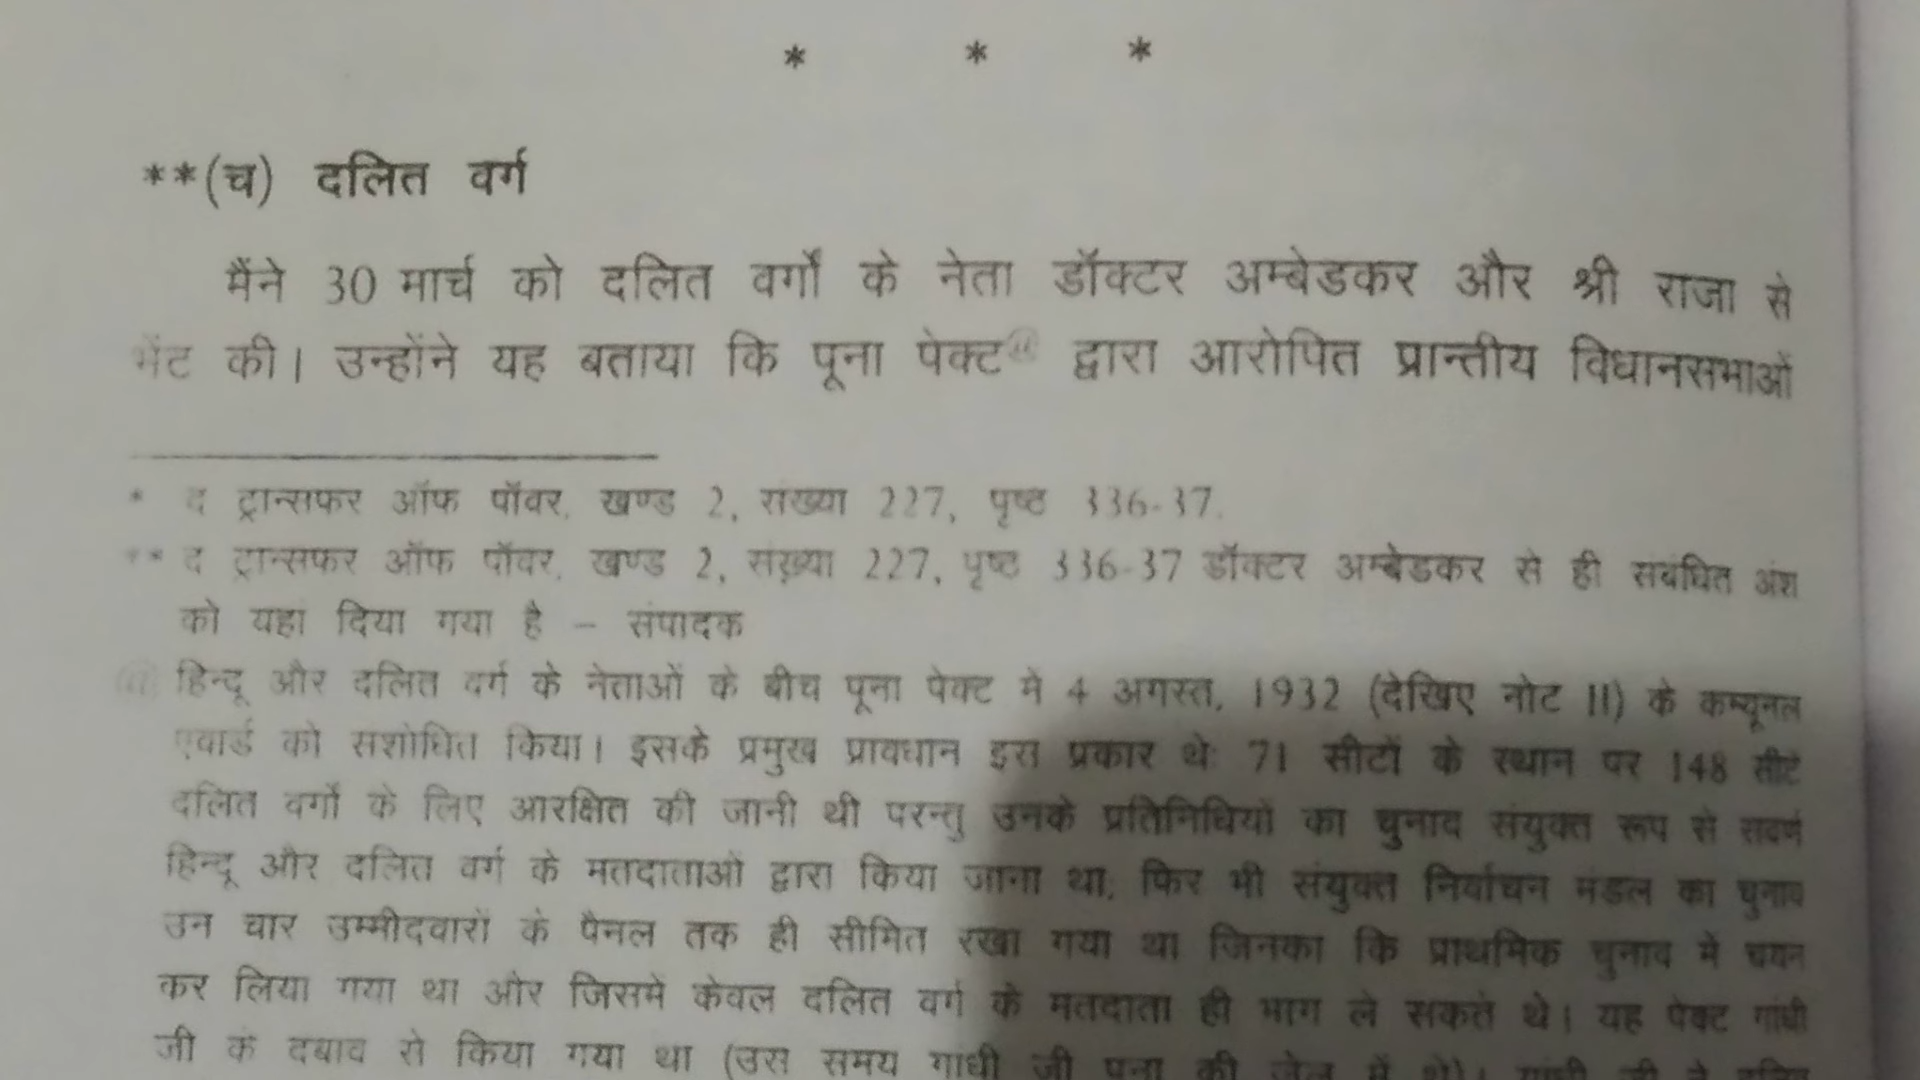 * * *
**(च) दलित वर्ग
मैंने 30 मार्च को दलित वर्गों के नेता डॉक्टर अम्बेडकर और श्री राजा से
भेंट की। उन्होंने यह बताया कि पूना पेक्ट@ द्वारा आरोपित प्रान्तीय विधानसभाओं
* द ट्रान्सफर ऑफ पॉवर, खण्ड 2, संख्या 227, पृष्ठ 336-37.
** द ट्रान्सफर ऑफ पॉवर, खण्ड 2, संख्या 227, पृष्ठ 336-37 डॉक्टर अम्बेडकर से ही संबंधित अंश
को यहां दिया गया है – संपादक
@ हिन्दू और दलित वर्ग के नेताओं के बीच पूना पेक्ट में 4 अगस्त, 1932 (देखिए नोट II) के कम्यूनल
एवार्ड को संशोधित किया। इसके प्रमुख प्रावधान इस प्रकार थे: 71 सीटों के स्थान पर 148 सीटें
दलित वर्गों के लिए आरक्षित की जानी थी परन्तु उनके प्रतिनिधियों का चुनाव संयुक्त रूप से सवर्ण
हिन्दू और दलित वर्ग के मतदाताओं द्वारा किया जाना था, फिर भी संयुक्त निर्वाचन मंडल का चुनाव
उन चार उम्मीदवारों के पैनल तक ही सीमित रखा गया था जिनका कि प्राथमिक चुनाव में चयन
कर लिया गया था और जिसमें केवल दलित वर्ग के मतदाता ही भाग ले सकते थे। यह पेक्ट गांधी
जी के दबाव से किया गया था (उस समय गांधी जी पूना की जेल में थे)। गांधी जी ने